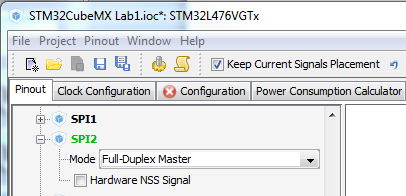 STM32CubeMX Lab1.ioc*: STM32L476VGTx
File Project Pinout Window Help
Keep Current Signals Placement
Pinout Clock Configuration Configuration Power Consumption Calculator
SPI1
SPI2
Mode Full-Duplex Master
Hardware NSS Signal